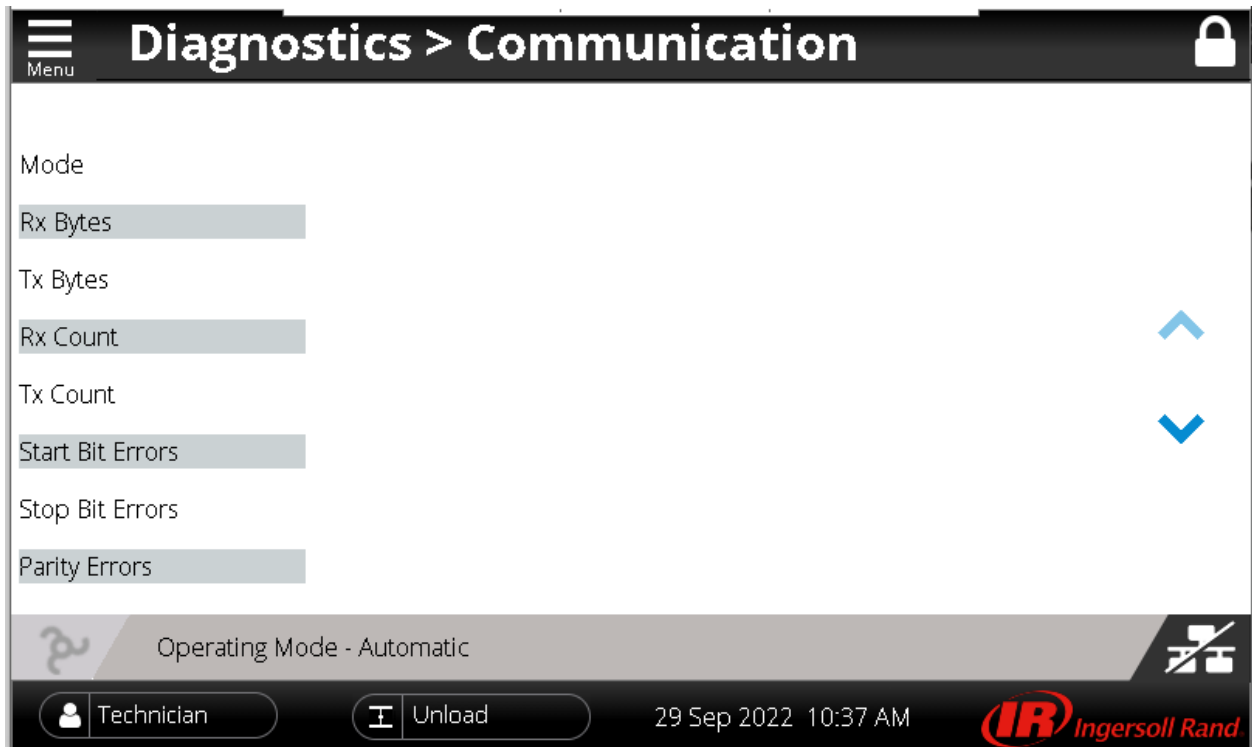 Diagnostics > Communication
Menu
Mode
Rx Bytes
Tx Bytes
Rx Count
Tx Count
Start Bit Errors
Stop Bit Errors
Parity Errors
Operating Mode - Automatic
Technician Unload 29 Sep 2022 10:37 AM IR Ingersoll Rand